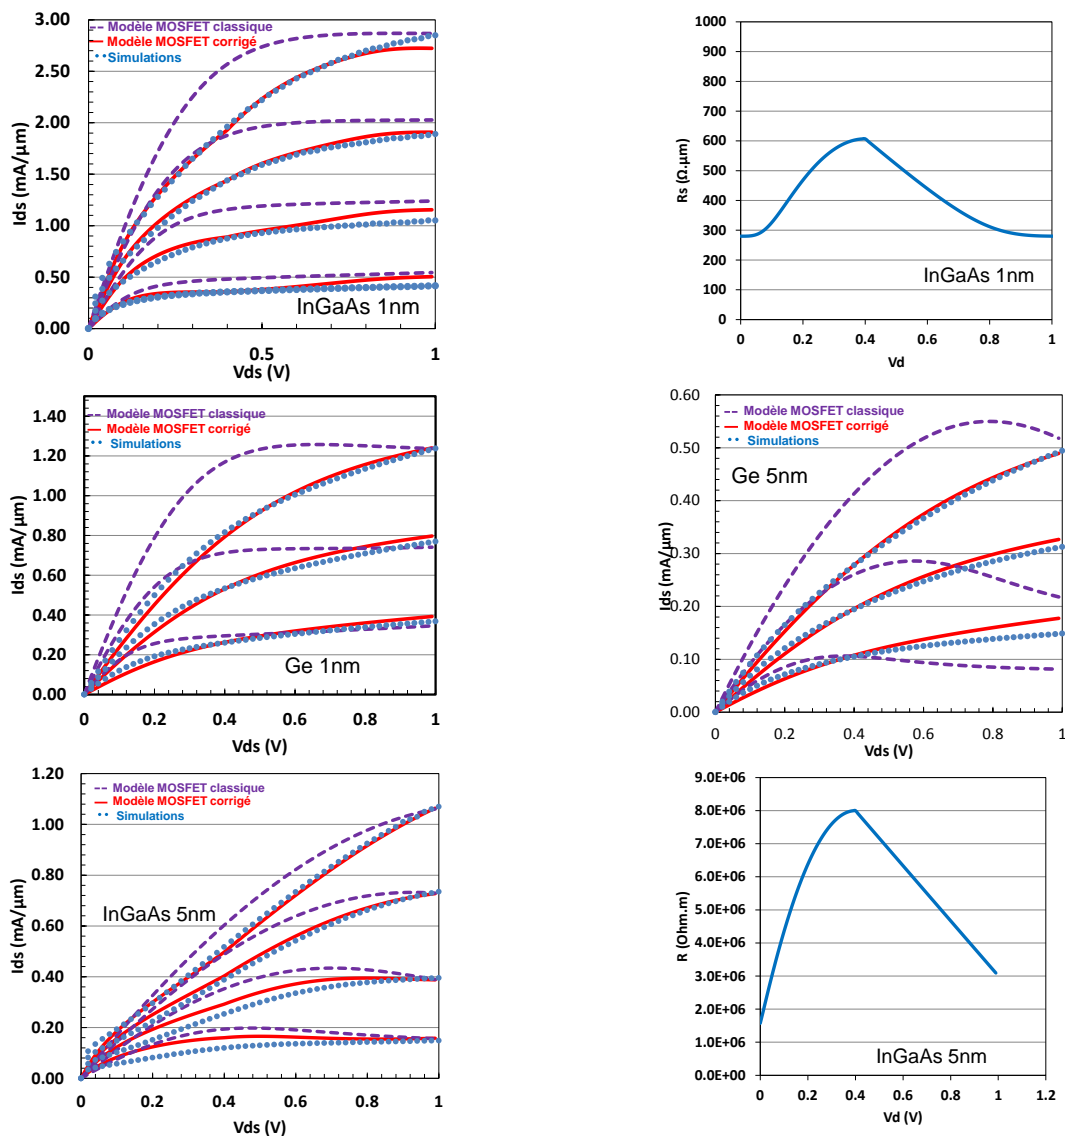 3.00
2.50
2.00
1.50
1.00
0.50
0.00
Ids (mA/µm)
Modèle MOSFET classique
Modèle MOSFET corrigé
Simulations
InGaAs 1nm
0
0.5
1
Vds (V)
1000
900
800
700
600
500
400
300
200
100
0
Rs (Ω.µm)
InGaAs 1nm
0
0.2
0.4
0.6
0.8
1
Vd
1.40
1.20
1.00
0.80
0.60
0.40
0.20
0.00
Ids (mA/µm)
Modèle MOSFET classique
Modèle MOSFET corrigé
Simulations
Ge 1nm
0
0.2
0.4
0.6
0.8
1
Vds (V)
0.60
0.50
0.40
0.30
0.20
0.10
0.00
Ids (mA/µm)
Modèle MOSFET classique
Modèle MOSFET corrigé
Simulations
Ge 5nm
0
0.2
0.4
0.6
0.8
1
Vds (V)
1.20
1.00
0.80
0.60
0.40
0.20
0.00
Ids (mA/µm)
Modèle MOSFET classique
Modèle MOSFET corrigé
Simulations
InGaAs 5nm
0
0.2
0.4
0.6
0.8
1
Vds (V)
9.0E+06
8.0E+06
7.0E+06
6.0E+06
5.0E+06
4.0E+06
3.0E+06
2.0E+06
1.0E+06
0.0E+00
R (Ohm.m)
InGaAs 5nm
0
0.2
0.4
0.6
0.8
1
1.2
Vd (V)